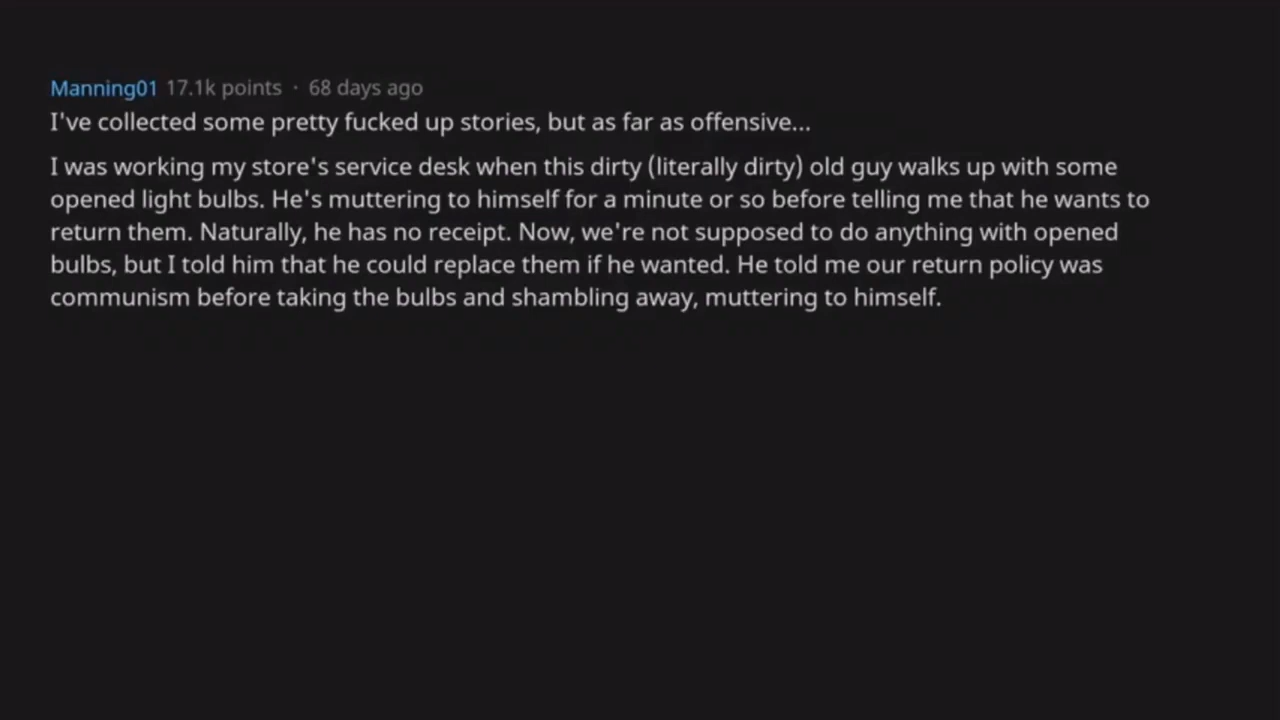 Manning01 17.1k points · 68 days ago
I've collected some pretty fucked up stories, but as far as offensive...
I was working my store's service desk when this dirty (literally dirty) old guy walks up with some
opened light bulbs. He's muttering to himself for a minute or so before telling me that he wants to
return them. Naturally, he has no receipt. Now, we're not supposed to do anything with opened
bulbs, but I told him that he could replace them if he wanted. He told me our return policy was
communism before taking the bulbs and shambling away, muttering to himself.